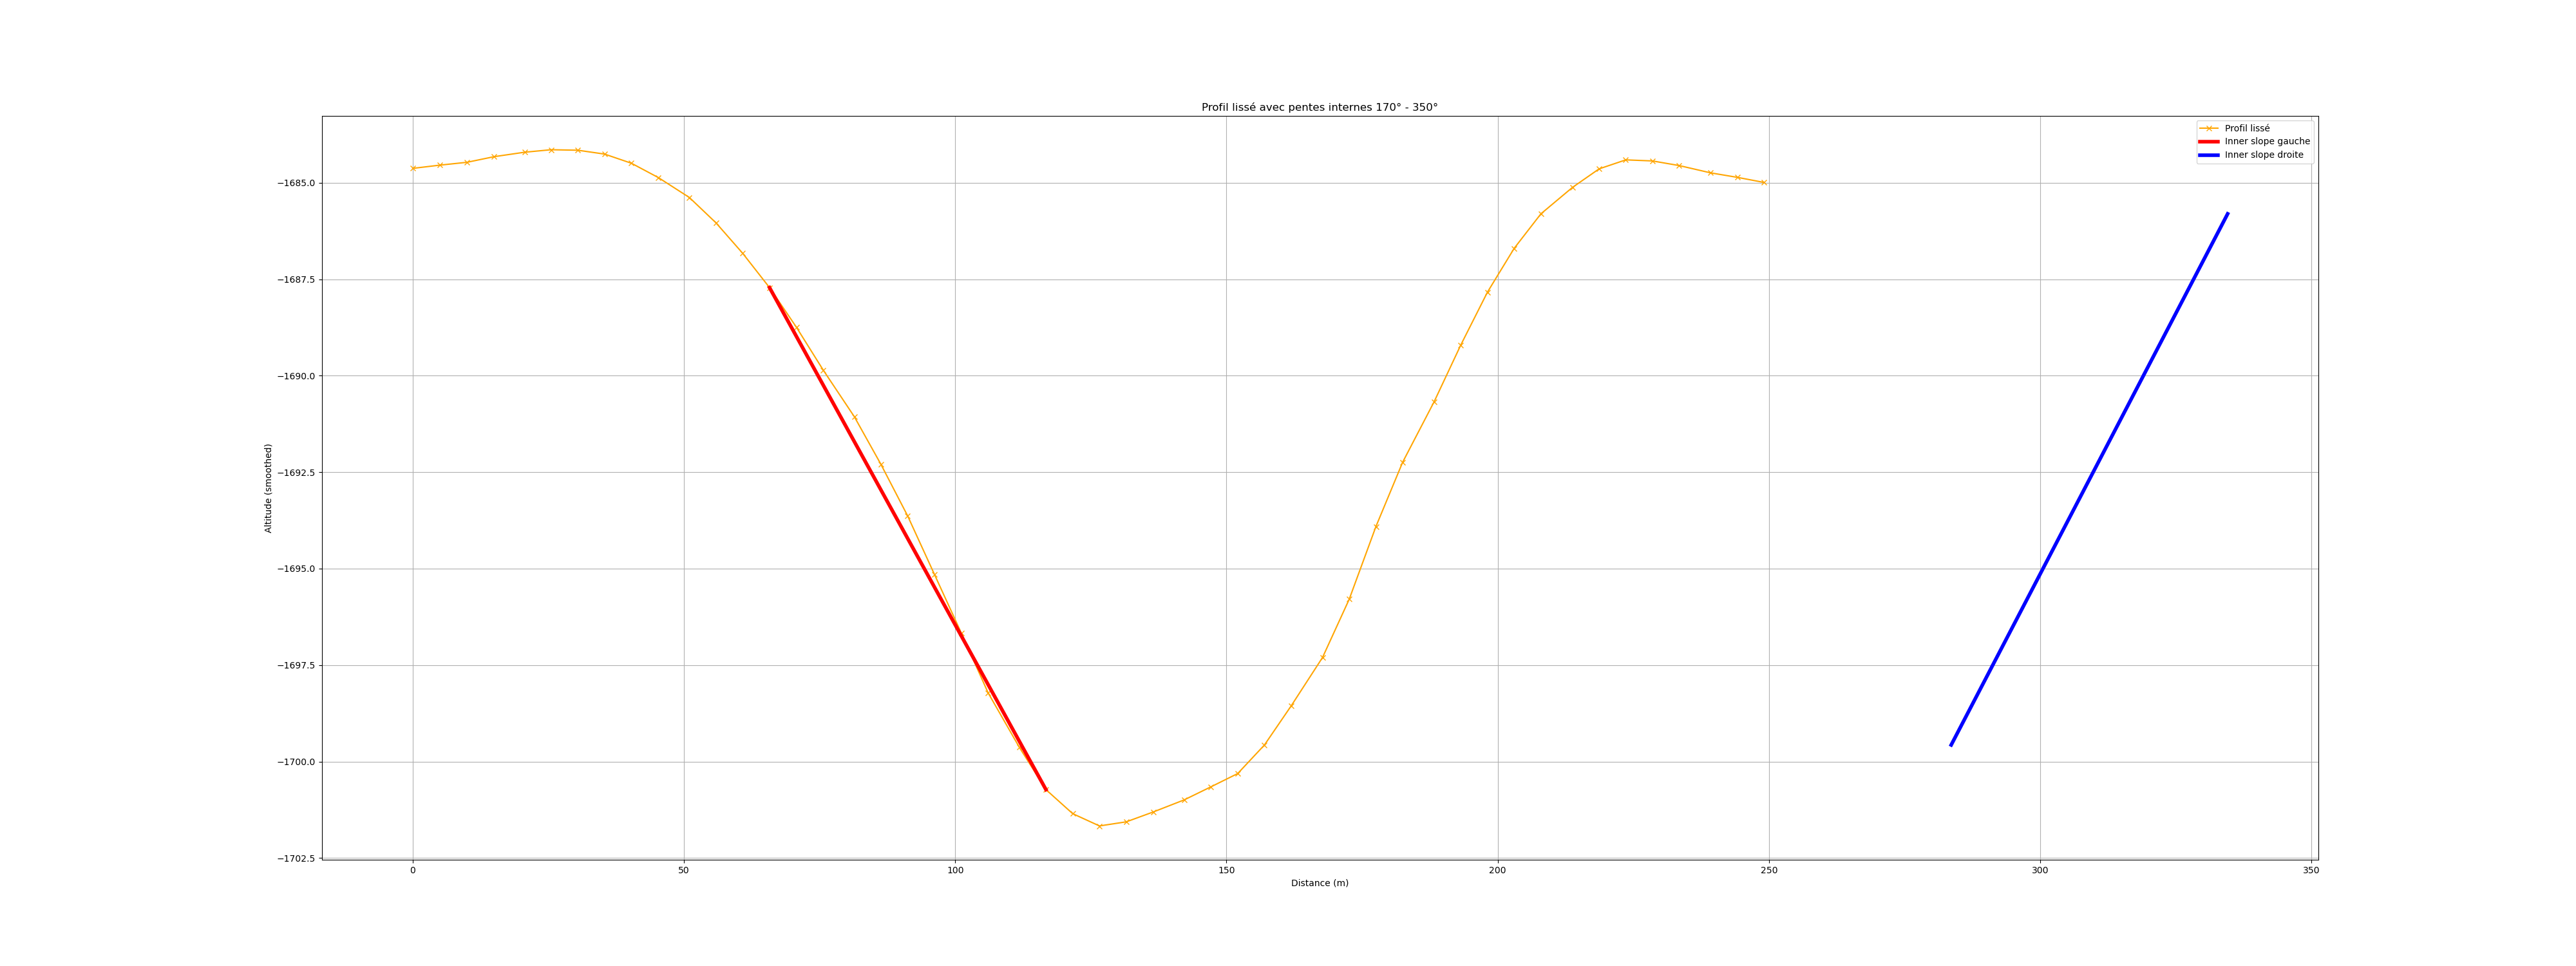 Profil lissé avec pentes internes 170° - 350°
Profil lissé
Inner slope gauche
Inner slope droite
Altitude (smoothed)
−1685.0
−1687.5
−1690.0
−1692.5
−1695.0
−1697.5
−1700.0
−1702.5
0 50 100 150 200 250 300 350
Distance (m)